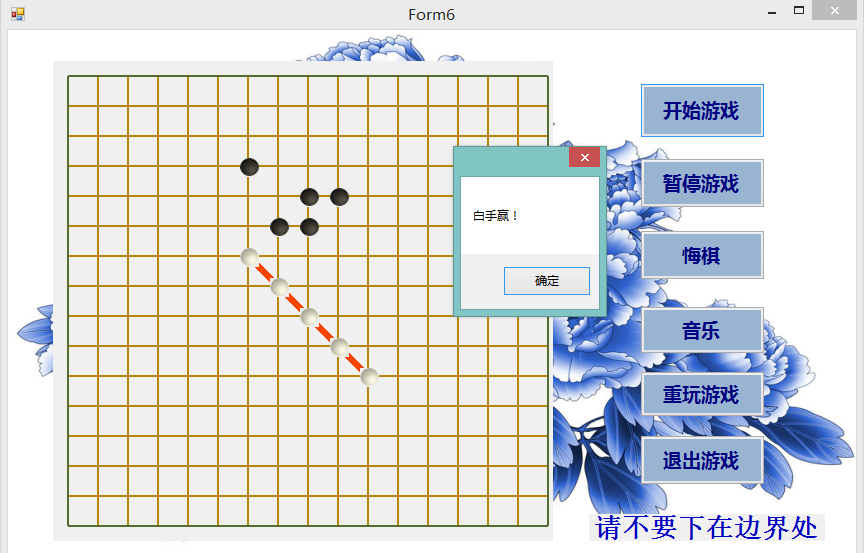 Form6
开始游戏
白手赢！
确定
暂停游戏
悔棋
音乐
重玩游戏
退出游戏
请不要下在边界处